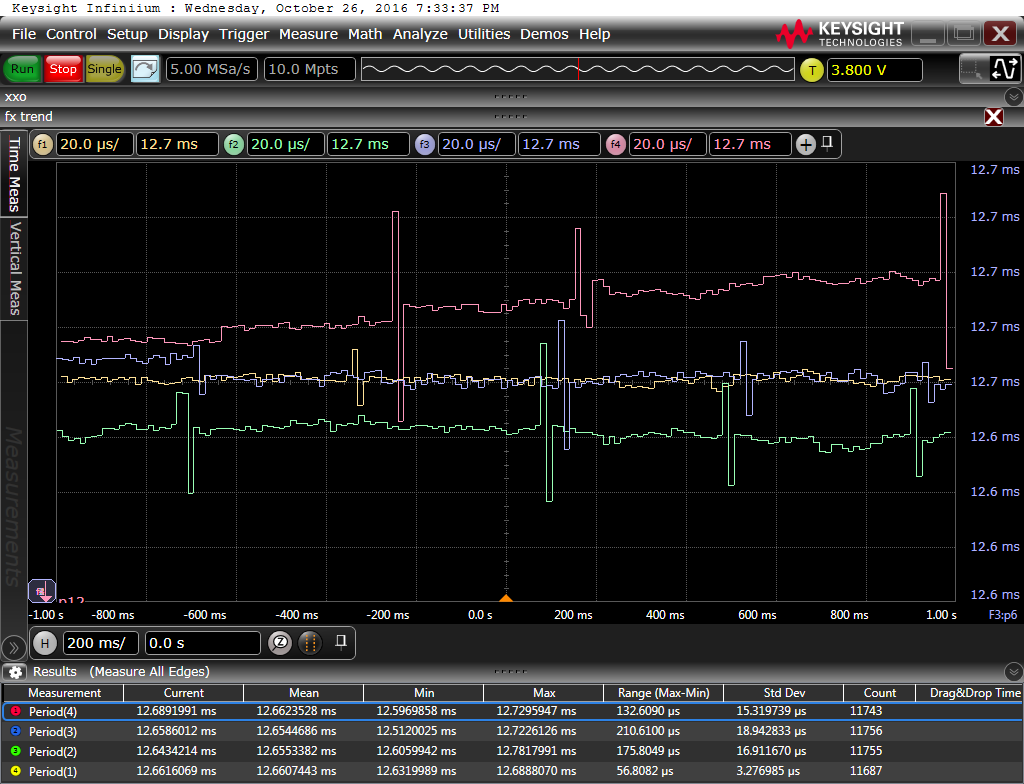 Keysight Infiniium : Wednesday, October 26, 2016 7:33:37 PM
File Control Setup Display Trigger Measure Math Analyze Utilities Demos Help
KEYSIGHT
TECHNOLOGIES
Run Stop Single 5.00 MSa/s 10.0 Mpts T 3.800 V
xxo
fx trend
f1 20.0 µs/ 12.7 ms f2 20.0 µs/ 12.7 ms f3 20.0 µs/ 12.7 ms f4 20.0 µs/ 12.7 ms +
Time Meas
Vertical Meas
Measurements
12.7 ms
12.7 ms
12.7 ms
12.7 ms
12.7 ms
12.6 ms
12.6 ms
12.6 ms
12.6 ms
-1.00 s -800 ms -600 ms -400 ms -200 ms 0.0 s 200 ms 400 ms 600 ms 800 ms 1.00 s F3:p6
H 200 ms/ 0.0 s
Results (Measure All Edges)
Measurement Current Mean Min Max Range (Max-Min) Std Dev Count Drag&Drop Time
Period(4) 12.6891991 ms 12.6623528 ms 12.5969858 ms 12.7295947 ms 132.6090 µs 15.319739 µs 11743
Period(3) 12.6586012 ms 12.6544686 ms 12.5120025 ms 12.7226126 ms 210.6100 µs 18.942833 µs 11756
Period(2) 12.6434214 ms 12.6553382 ms 12.6059942 ms 12.7817991 ms 175.8049 µs 16.911670 µs 11755
Period(1) 12.6616069 ms 12.6607443 ms 12.6319989 ms 12.6888070 ms 56.8082 µs 3.276985 µs 11687